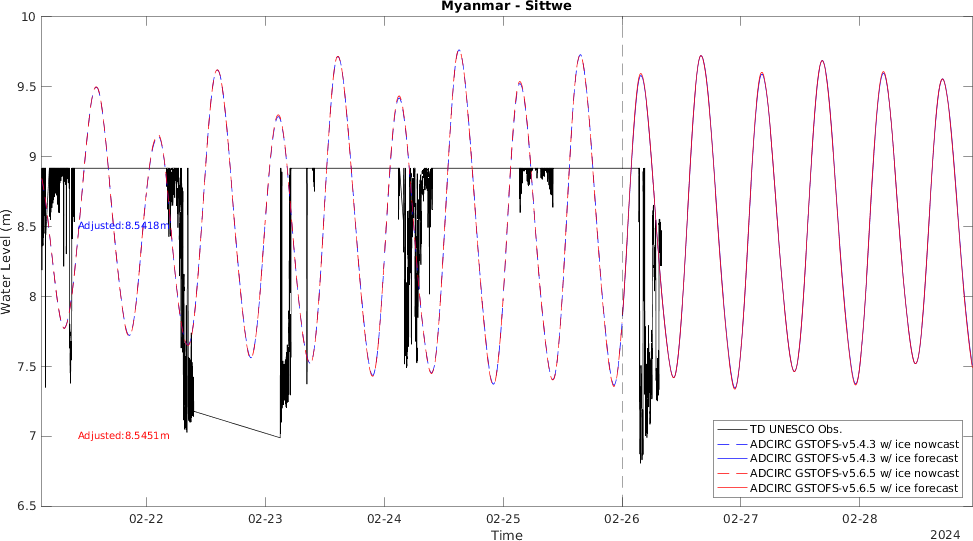 Myanmar - Sittwe
10
9.5
9
8.5
8
7.5
7
6.5
Water Level (m)
Adjusted:8.5418m
Adjusted:8.5451m
TD UNESCO Obs.
ADCIRC GSTOFS-v5.4.3 w/ ice nowcast
ADCIRC GSTOFS-v5.4.3 w/ ice forecast
ADCIRC GSTOFS-v5.6.5 w/ ice nowcast
ADCIRC GSTOFS-v5.6.5 w/ ice forecast
02-22 02-23 02-24 02-25 02-26 02-27 02-28
Time
2024